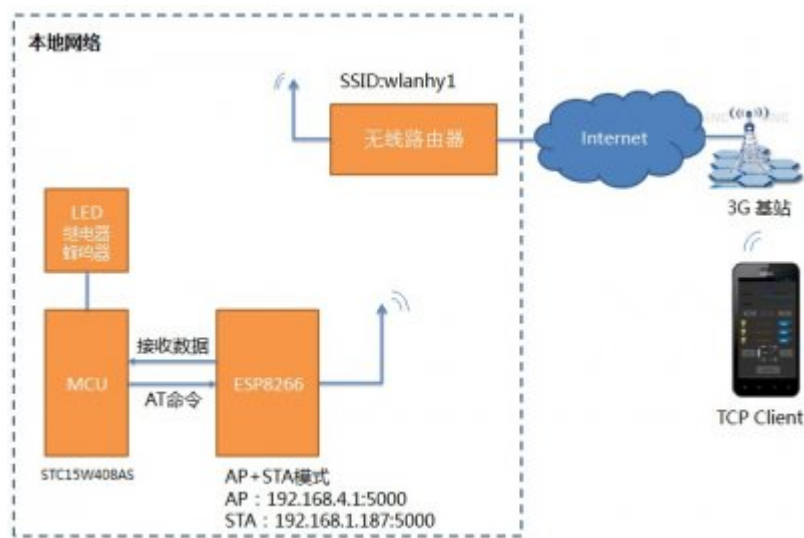 本地网络
SSID:wlanhy1
无线路由器
Internet
3G 基站
LED
继电器
蜂鸣器
接收数据
MCU
ESP8266
AT命令
TCP Client
STC15W408AS
AP+STA模式
AP：192.168.4.1:5000
STA：192.168.1.187:5000